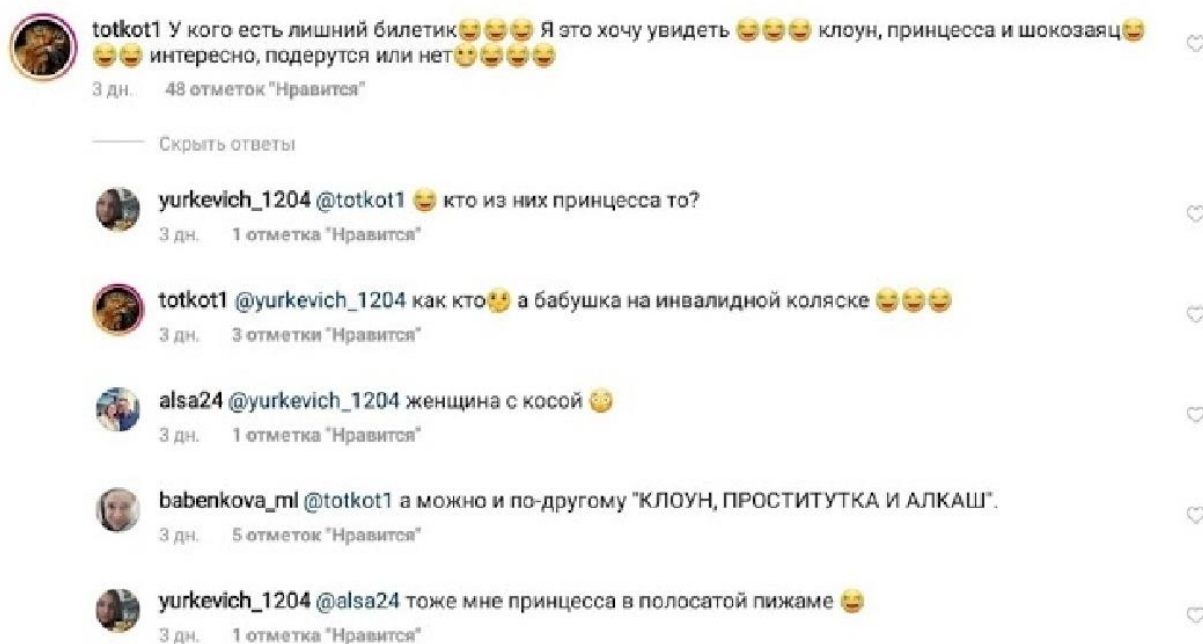 totkot1 У кого есть лишний билетик😂😂😂 Я это хочу увидеть 😂😂😂 клоун, принцесса и шокозаяц😂
😂😂 интересно, подерутся или нет🤔😂😂😂
3 дн. 48 отметок "Нравится"
Скрыть ответы
yurkevich_1204 @totkot1 😂 кто из них принцесса то?
3 дн. 1 отметка "Нравится"
totkot1 @yurkevich_1204 как кто🤔 а бабушка на инвалидной коляске 😂😂😂
3 дн. 3 отметки "Нравится"
alsa24 @yurkevich_1204 женщина с косой 😳
3 дн. 1 отметка "Нравится"
babenkova_ml @totkot1 а можно и по-другому "КЛОУН, ПРОСТИТУТКА И АЛКАШ".
3 дн. 5 отметок "Нравится"
yurkevich_1204 @alsa24 тоже мне принцесса в полосатой пижаме 😂
3 дн. 1 отметка "Нравится"